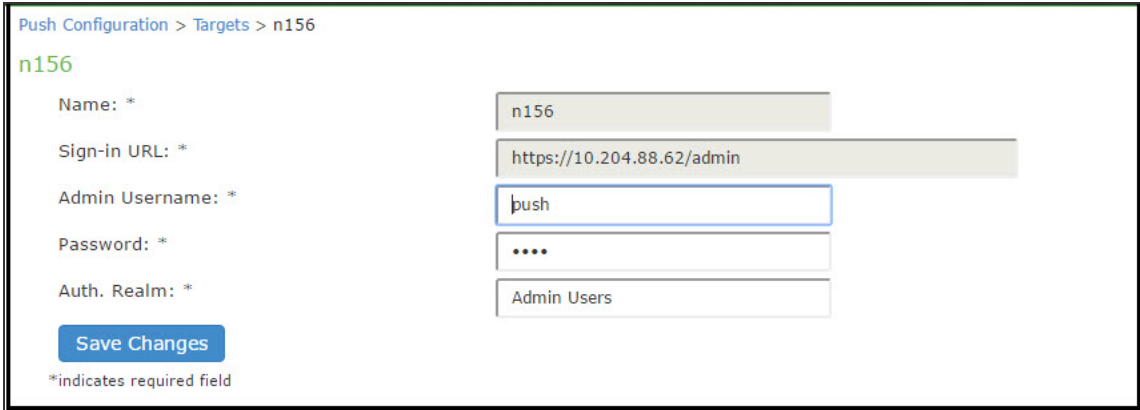 Push Configuration > Targets > n156
n156
Name: * n156
Sign-in URL: * https://10.204.88.62/admin
Admin Username: * push
Password: * ••••
Auth. Realm: * Admin Users
Save Changes
*indicates required field